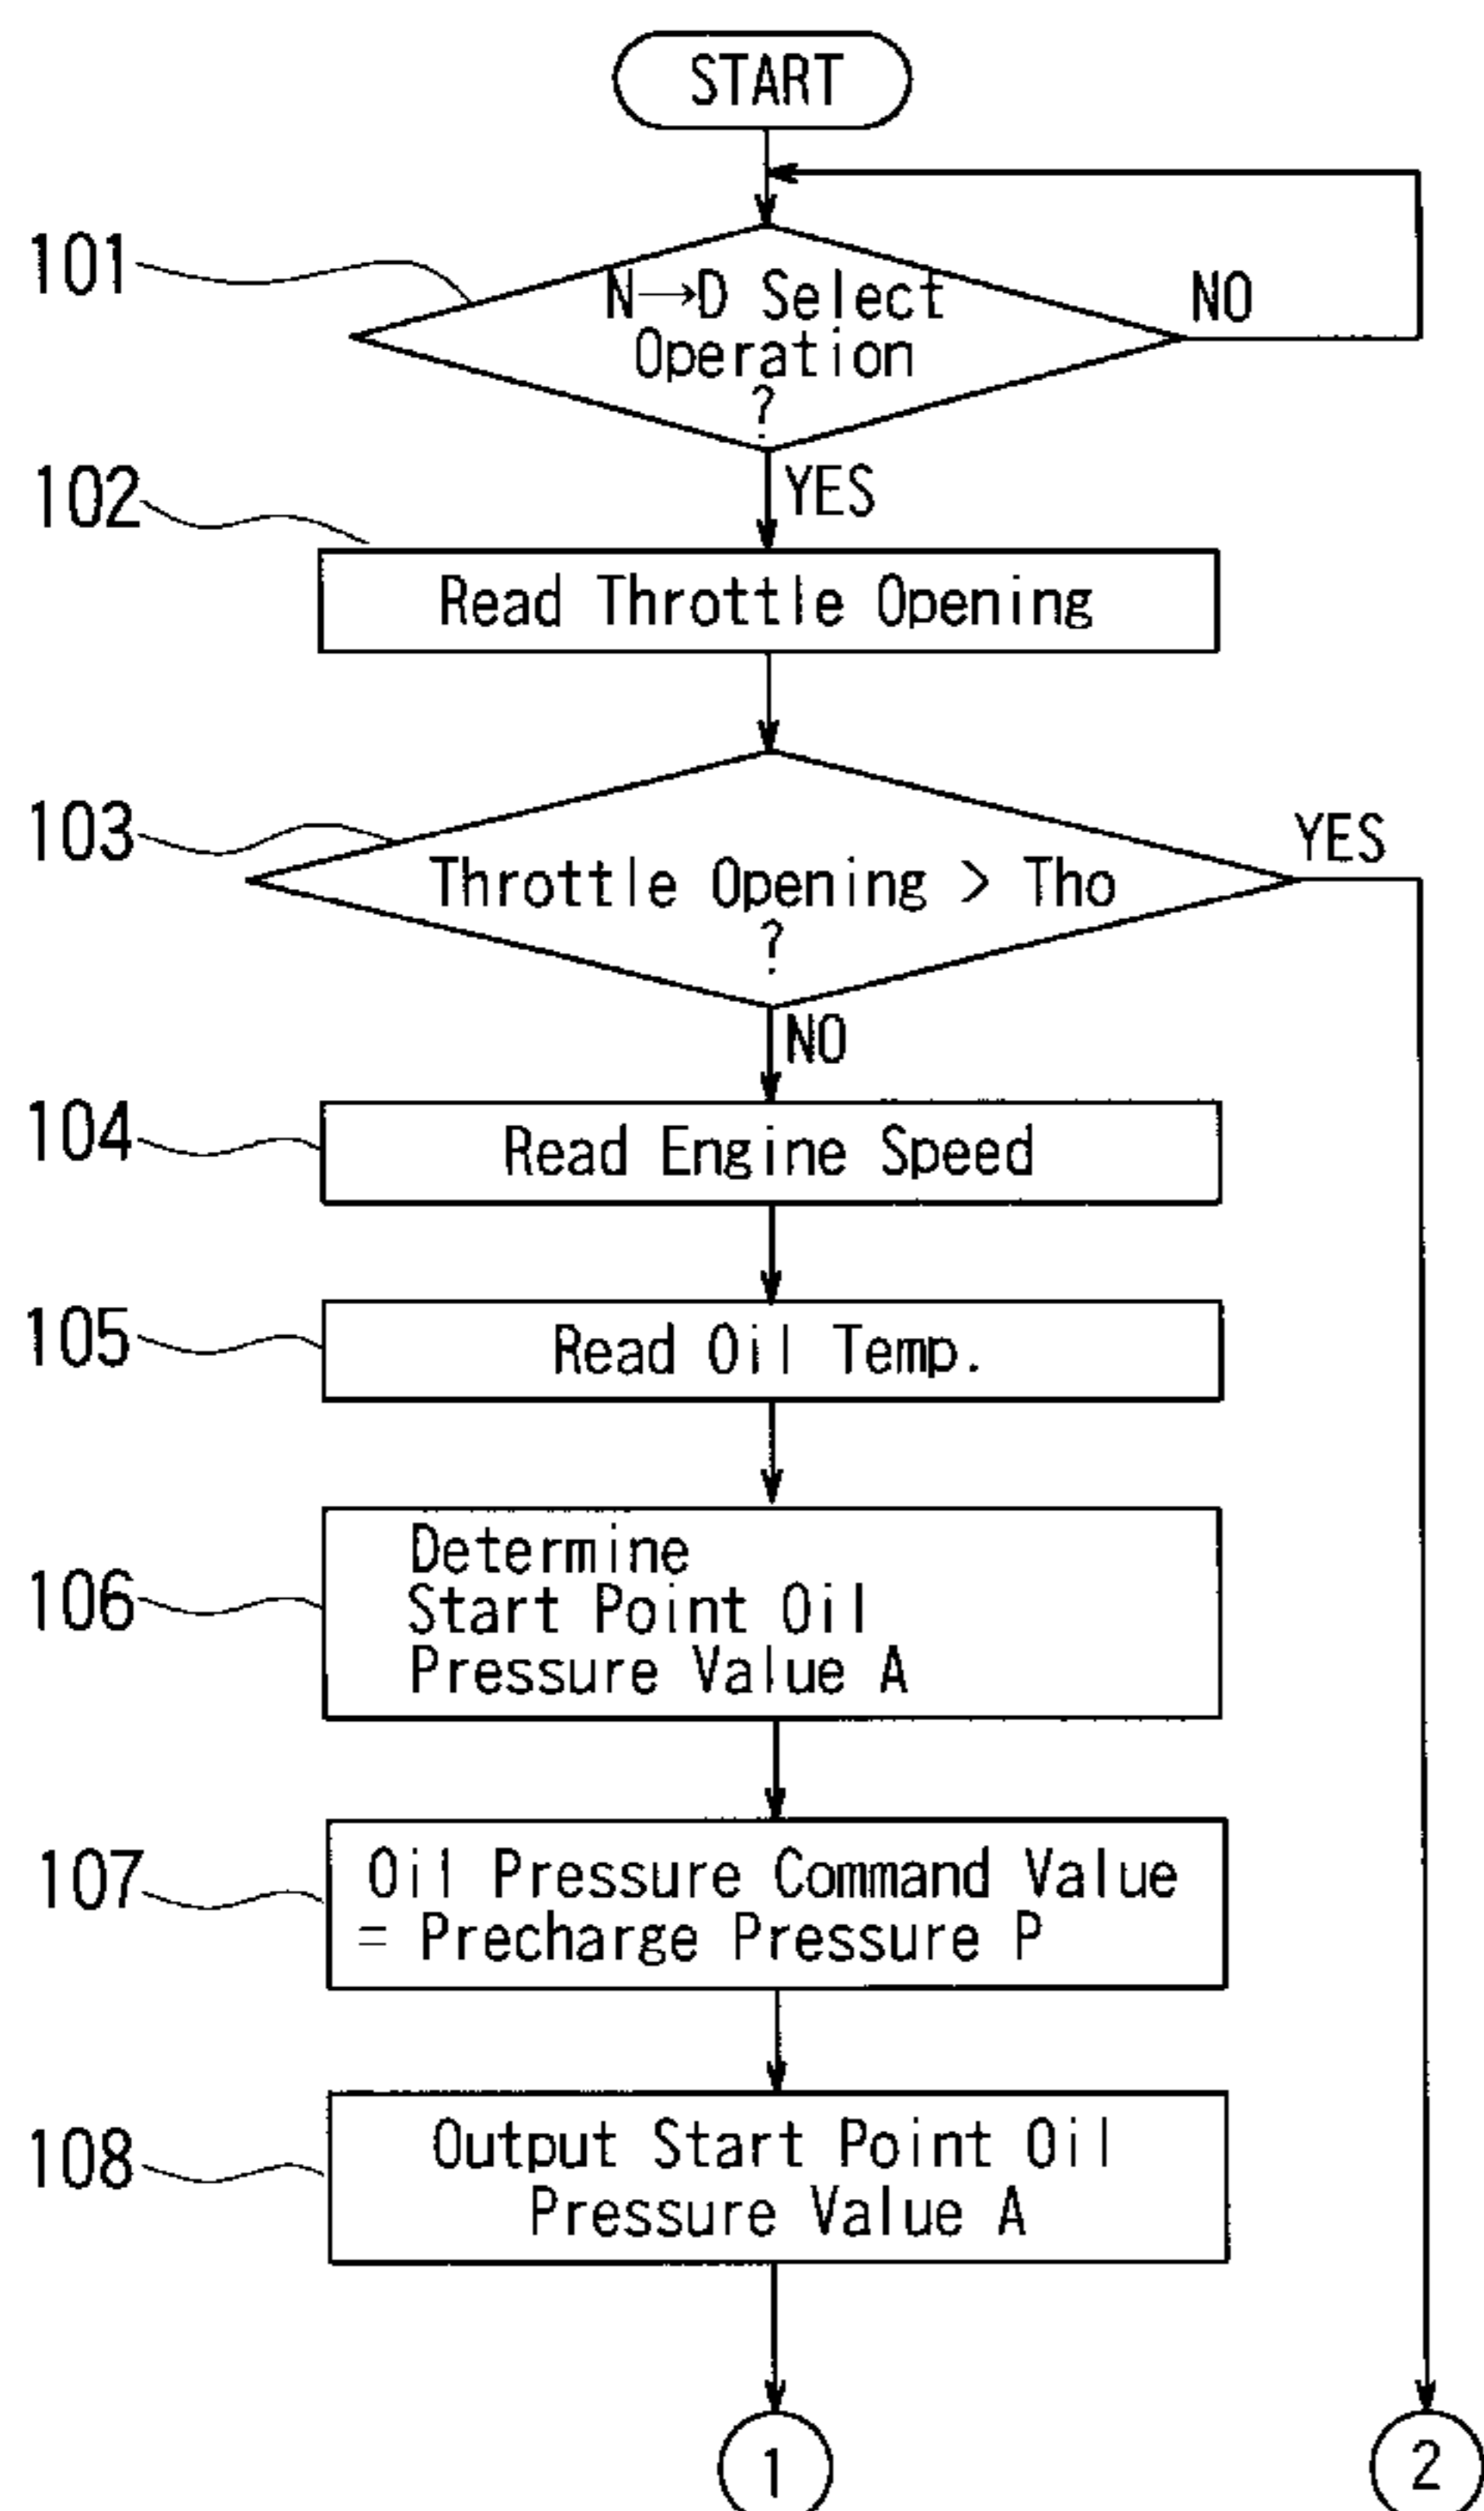 START
101
N→D Select
Operation
?
NO
YES
102
Read Throttle Opening
103
Throttle Opening > Tho
?
YES
NO
104
Read Engine Speed
105
Read Oil Temp.
106
Determine
Start Point Oil
Pressure Value A
107
Oil Pressure Command Value
= Precharge Pressure P
108
Output Start Point Oil
Pressure Value A
1
2